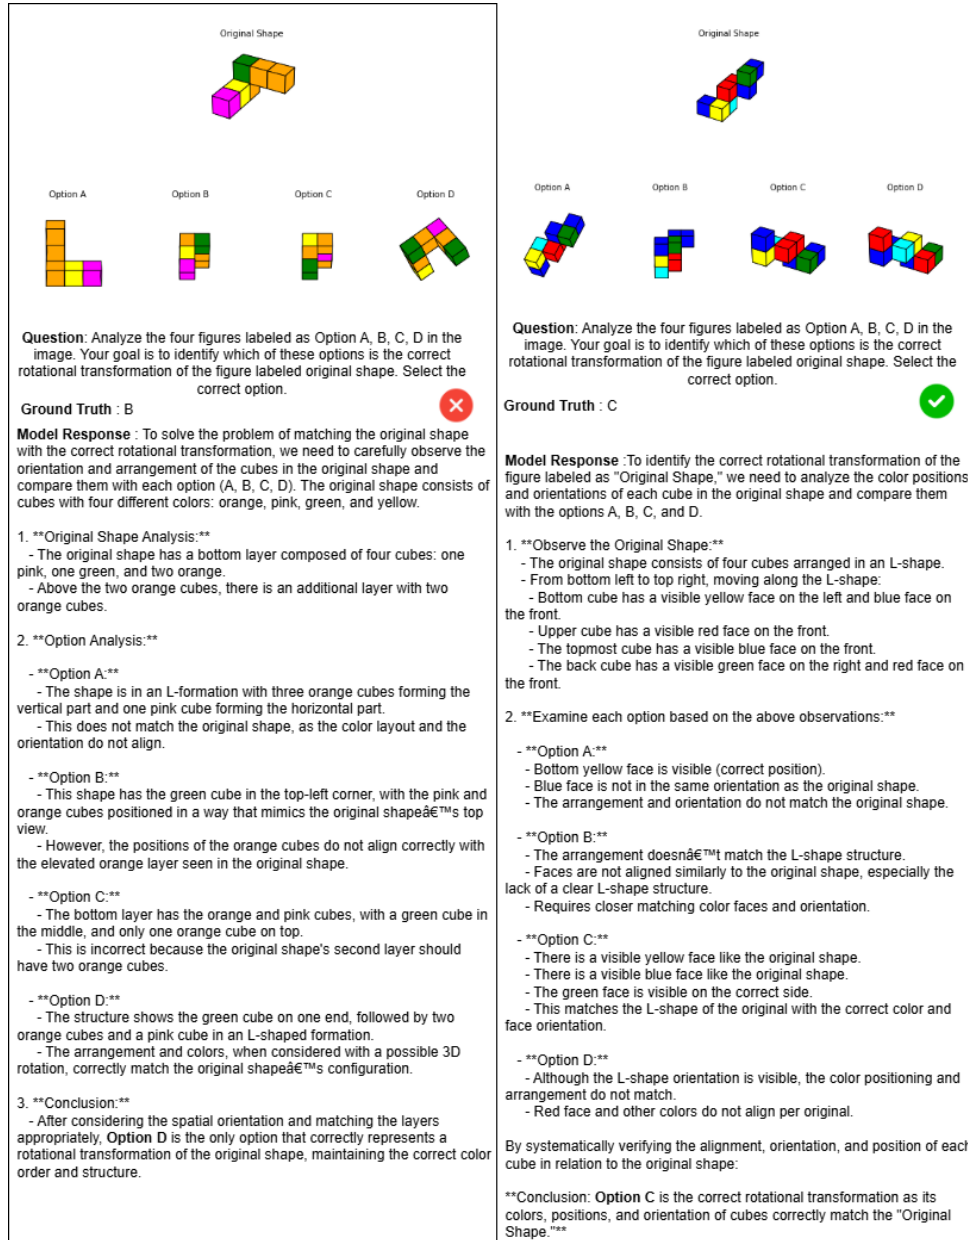 Original Shape
Option A
Option B
Option C
Option D
Question: Analyze the four figures labeled as Option A, B, C, D in the
image. Your goal is to identify which of these options is the correct
rotational transformation of the figure labeled original shape. Select the
correct option.
Ground Truth : B
Model Response : To solve the problem of matching the original shape
with the correct rotational transformation, we need to carefully observe the
orientation and arrangement of the cubes in the original shape and
compare them with each option (A, B, C, D). The original shape consists of
cubes with four different colors: orange, pink, green, and yellow.
1. **Original Shape Analysis:**
- The original shape has a bottom layer composed of four cubes: one
pink, one green, and two orange.
- Above the two orange cubes, there is an additional layer with two
orange cubes.
2. **Option Analysis:**
- **Option A:**
- The shape is in an L-formation with three orange cubes forming the
vertical part and one pink cube forming the horizontal part.
- This does not match the original shape, as the color layout and the
orientation do not align.
- **Option B:**
- This shape has the green cube in the top-left corner, with the pink and
orange cubes positioned in a way that mimics the original shapeâ€™s top
view.
- However, the positions of the orange cubes do not align correctly with
the elevated orange layer seen in the original shape.
- **Option C:**
- The bottom layer has the orange and pink cubes, with a green cube in
the middle, and only one orange cube on top.
- This is incorrect because the original shape's second layer should
have two orange cubes.
- **Option D:**
- The structure shows the green cube on one end, followed by two
orange cubes and a pink cube in an L-shaped formation.
- The arrangement and colors, when considered with a possible 3D
rotation, correctly match the original shapeâ€™s configuration.
3. **Conclusion:**
- After considering the spatial orientation and matching the layers
appropriately, Option D is the only option that correctly represents a
rotational transformation of the original shape, maintaining the correct color
order and structure.
Original Shape
Option A
Option B
Option C
Option D
Question: Analyze the four figures labeled as Option A, B, C, D in the
image. Your goal is to identify which of these options is the correct
rotational transformation of the figure labeled original shape. Select the
correct option.
Ground Truth : C
Model Response :To identify the correct rotational transformation of the
figure labeled as "Original Shape," we need to analyze the color positions
and orientations of each cube in the original shape and compare them
with the options A, B, C, and D.
1. **Observe the Original Shape:**
- The original shape consists of four cubes arranged in an L-shape.
- From bottom left to top right, moving along the L-shape:
- Bottom cube has a visible yellow face on the left and blue face on
the front.
- Upper cube has a visible red face on the front.
- The topmost cube has a visible blue face on the front.
- The back cube has a visible green face on the right and red face on
the front.
2. **Examine each option based on the above observations:**
- **Option A:**
- Bottom yellow face is visible (correct position).
- Blue face is not in the same orientation as the original shape.
- The arrangement and orientation do not match the original shape.
- **Option B:**
- The arrangement doesnâ€™t match the L-shape structure.
- Faces are not aligned similarly to the original shape, especially the
lack of a clear L-shape structure.
- Requires closer matching color faces and orientation.
- **Option C:**
- There is a visible yellow face like the original shape.
- There is a visible blue face like the original shape.
- The green face is visible on the correct side.
- This matches the L-shape of the original with the correct color and
face orientation.
- **Option D:**
- Although the L-shape orientation is visible, the color positioning and
arrangement do not match.
- Red face and other colors do not align per original.
By systematically verifying the alignment, orientation, and position of each
cube in relation to the original shape:
**Conclusion: Option C is the correct rotational transformation as its
colors, positions, and orientation of cubes correctly match the "Original
Shape."**